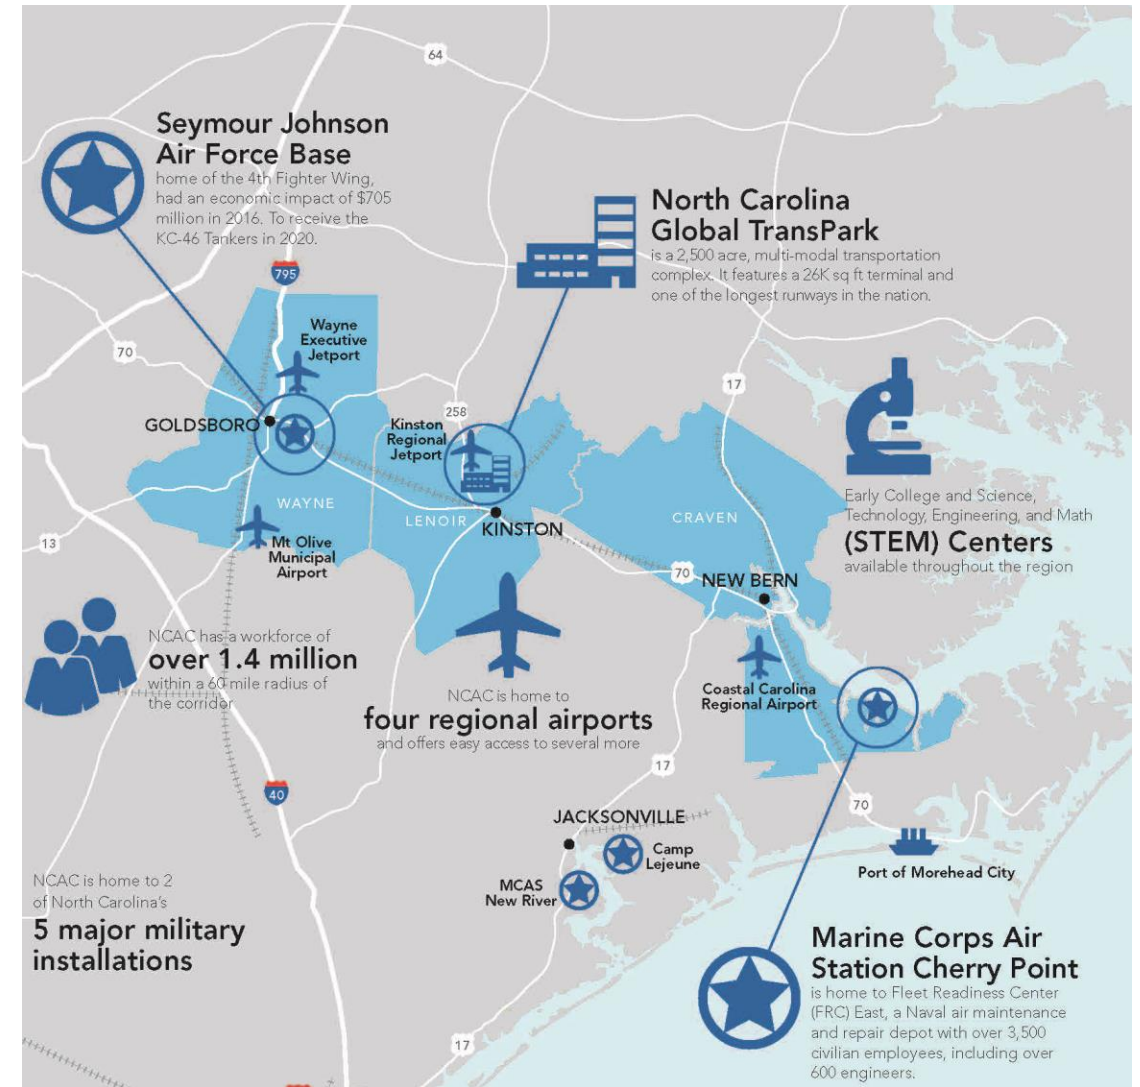 64
Seymour Johnson
Air Force Base
home of the 4th Fighter Wing,
had an economic impact of $705
million in 2016. To receive the
KC-46 Tankers in 2020.
North Carolina
Global TransPark
is a 2,500 acre, multi-modal transportation
complex. It features a 26K sq ft terminal and
one of the longest runways in the nation.
795
Wayne
Executive
Jetport
70
17
258
GOLDSBORO
Kinston
Regional
Jetport
WAYNE
LENOIR
KINSTON
CRAVEN
Early College and Science,
Technology, Engineering, and Math
(STEM) Centers
available throughout the region
13
Mt Olive
Municipal
Airport
70
NEW BERN
NCAC has a workforce of
over 1.4 million
within a 60 mile radius of
the corridor
NCAC is home to
four regional airports
and offers easy access to several more
Coastal Carolina
Regional Airport
17
40
70
JACKSONVILLE
Camp
Lejeune
MCAS
New River
Port of Morehead City
NCAC is home to 2
of North Carolina's
5 major military
installations
Marine Corps Air
Station Cherry Point
is home to Fleet Readiness Center
(FRC) East, a Naval air maintenance
and repair depot with over 3,500
civilian employees, including over
600 engineers.
17